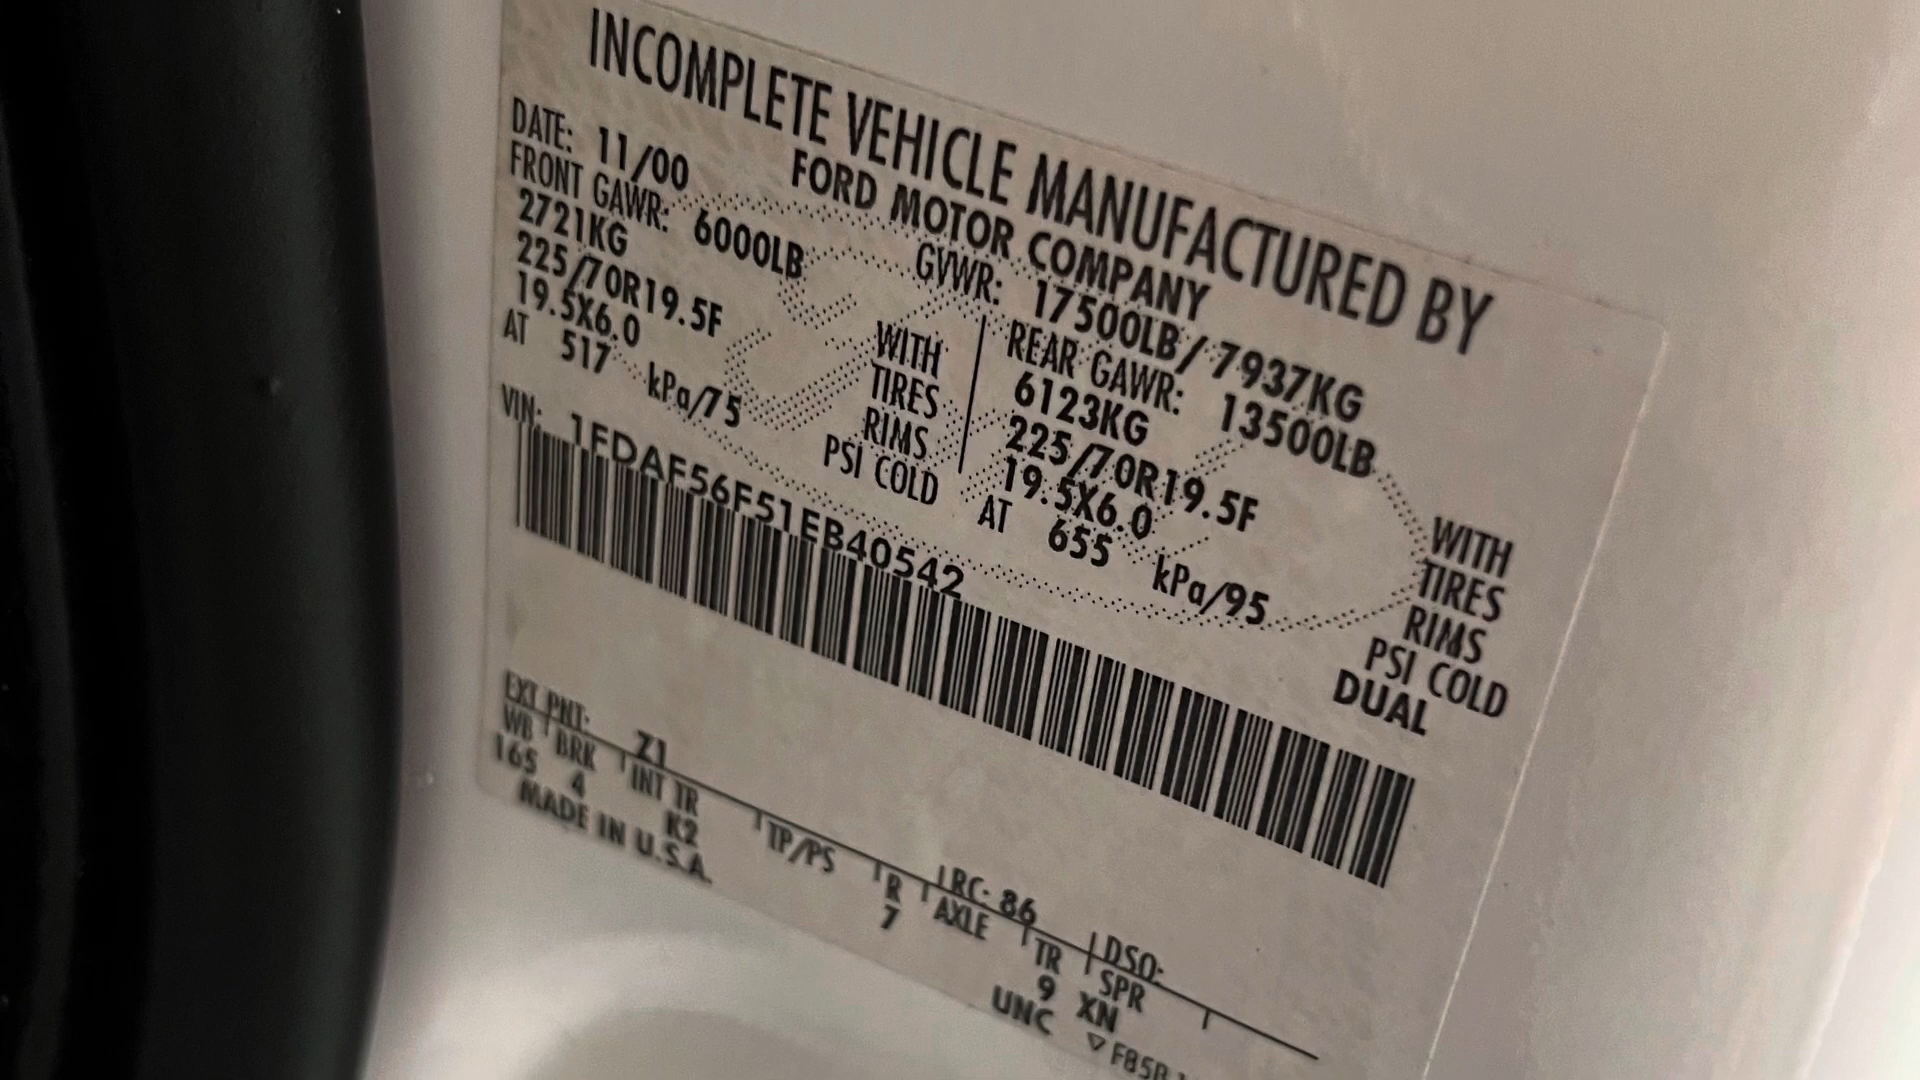 INCOMPLETE VEHICLE MANUFACTURED BY
FORD MOTOR COMPANY
DATE: 11/00 GVWR: 17500LB/7937KG
FRONT GAWR: 6000LB REAR GAWR: 13500LB
2721KG WITH 6123KG WITH
225/70R19.5F TIRES 225/70R19.5F TIRES
19.5X6.0 RIMS 19.5X6.0 RIMS
AT 517 kPa/75 PSI COLD AT 655 kPa/95 PSI COLD
DUAL
VIN: 1FDAF56F51EB40542
EXT PNT: Z1 RC: 86 DSO:
WB BRK INT TR TP/PS R AXLE TR SPR
165 4 K2 7 9 XN
MADE IN U.S.A. UNC